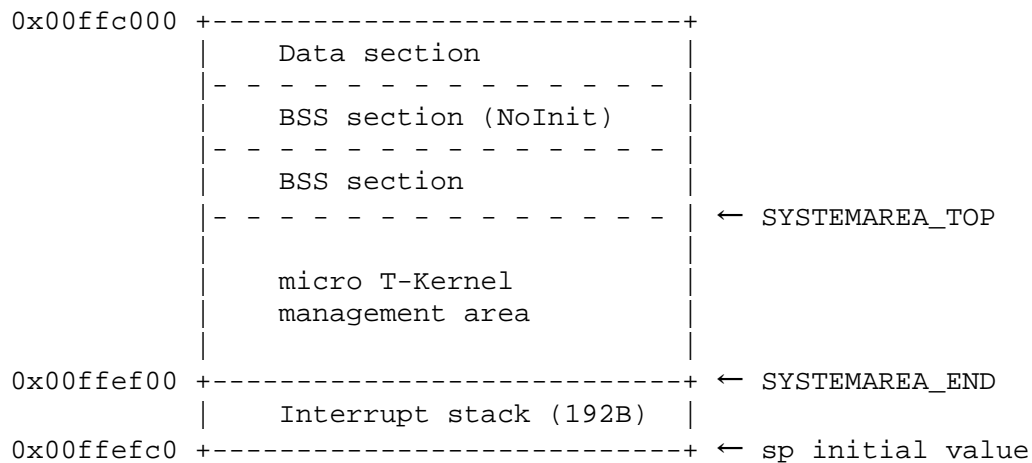 0x00ffc000
Data section
BSS section (NoInit)
BSS section
← SYSTEMAREA_TOP
micro T-Kernel
management area
0x00ffef00 ← SYSTEMAREA_END
Interrupt stack (192B)
0x00ffefc0 ← sp initial value